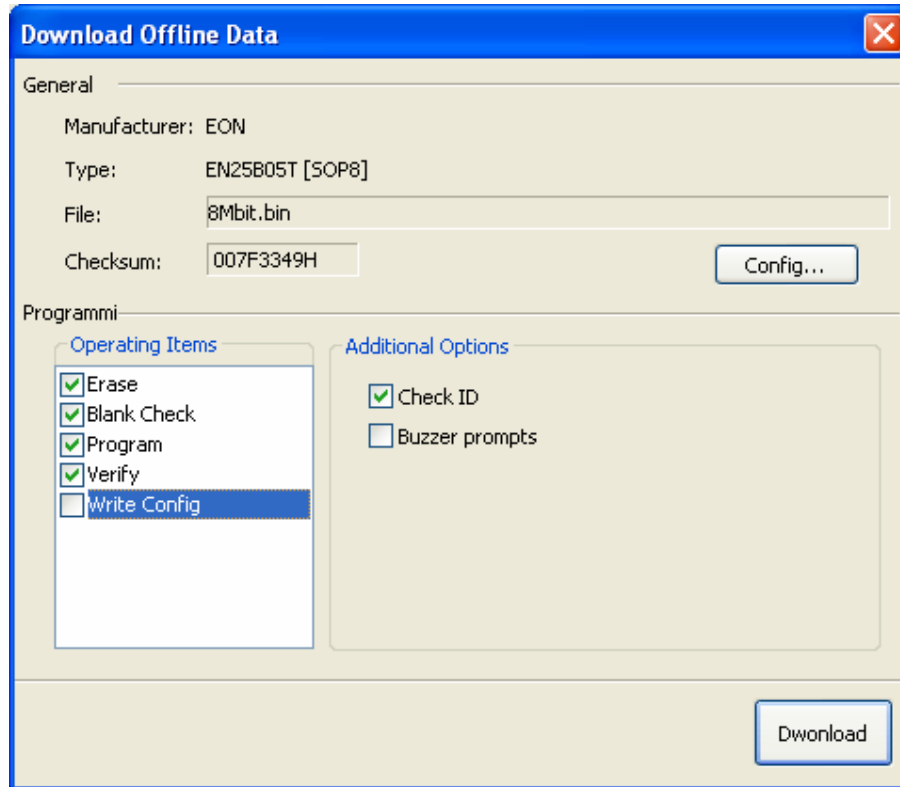 Download Offline Data
General
Manufacturer: EON
Type: EN25B05T [SOP8]
File: 8Mbit.bin
Checksum: 007F3349H
Config...
Programmi
Operating Items
Erase
Blank Check
Program
Verify
Write Config
Additional Options
Check ID
Buzzer prompts
Dwonload